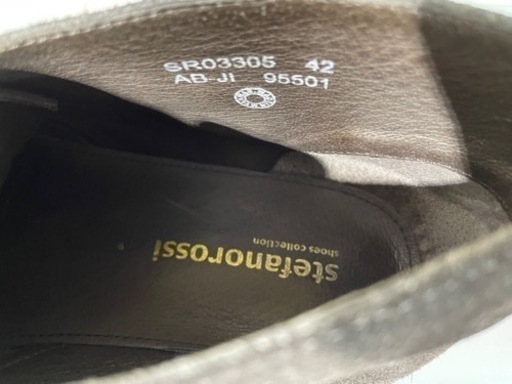 SR03305 42
AB-JI 95501
stefanorossi
shoes collection